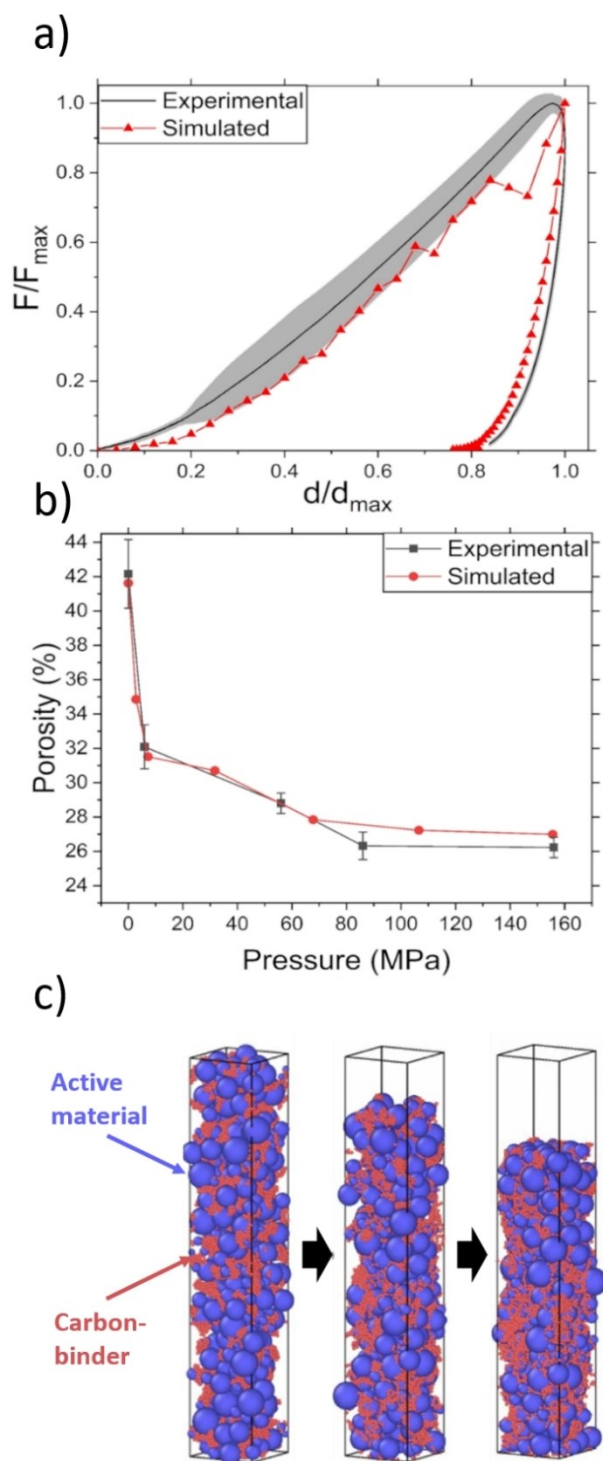 a)
Experimental
Simulated
F/Fmax
1.0
0.8
0.6
0.4
0.2
0.0
0.0 0.2 0.4 0.6 0.8 1.0
d/dmax
b)
Experimental
Simulated
Porosity (%)
44
42
40
38
36
34
32
30
28
26
24
0 20 40 60 80 100 120 140 160
Pressure (MPa)
c)
Active
material
Carbon-
binder